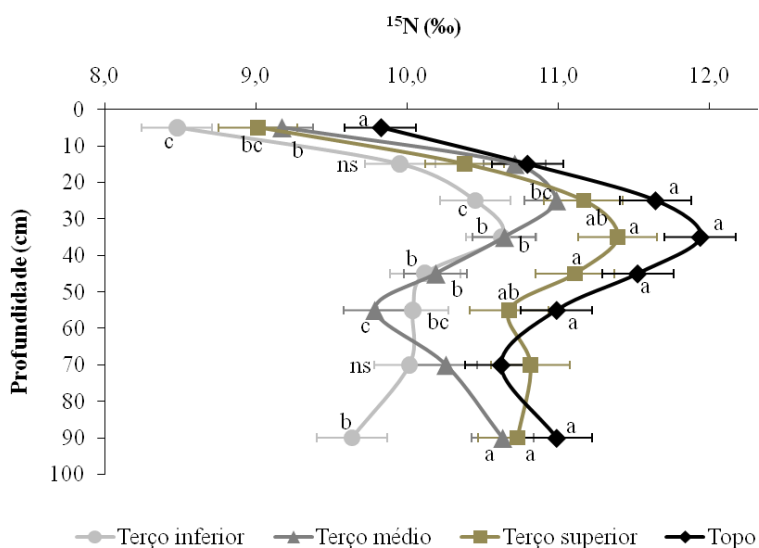 ¹⁵N (‰)
8,0 9,0 10,0 11,0 12,0
0
a
c bc b
10
ns
20
bc a
c ab
30
b b a a
40
b a
b a
50
ab
c bc a
60
ns
70
80
b a
90
a a
100
Profundidade (cm)
Terço inferior Terço médio Terço superior Topo